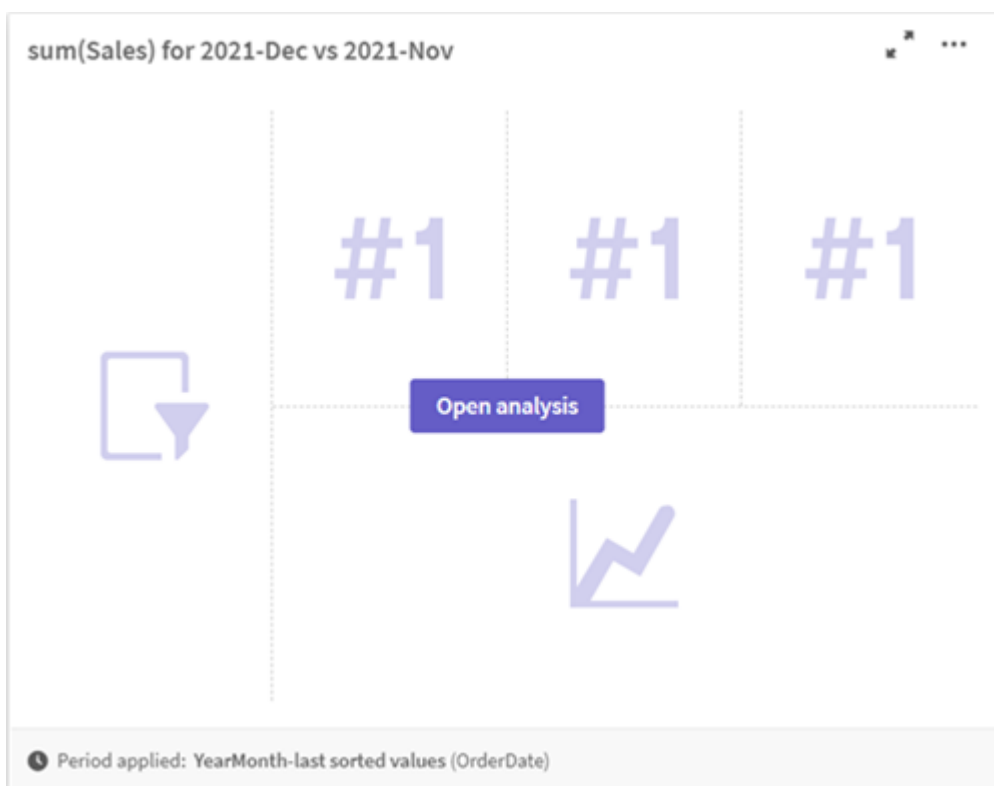 sum(Sales) for 2021-Dec vs 2021-Nov
#1 #1 #1
Open analysis
Period applied: YearMonth-last sorted values (OrderDate)